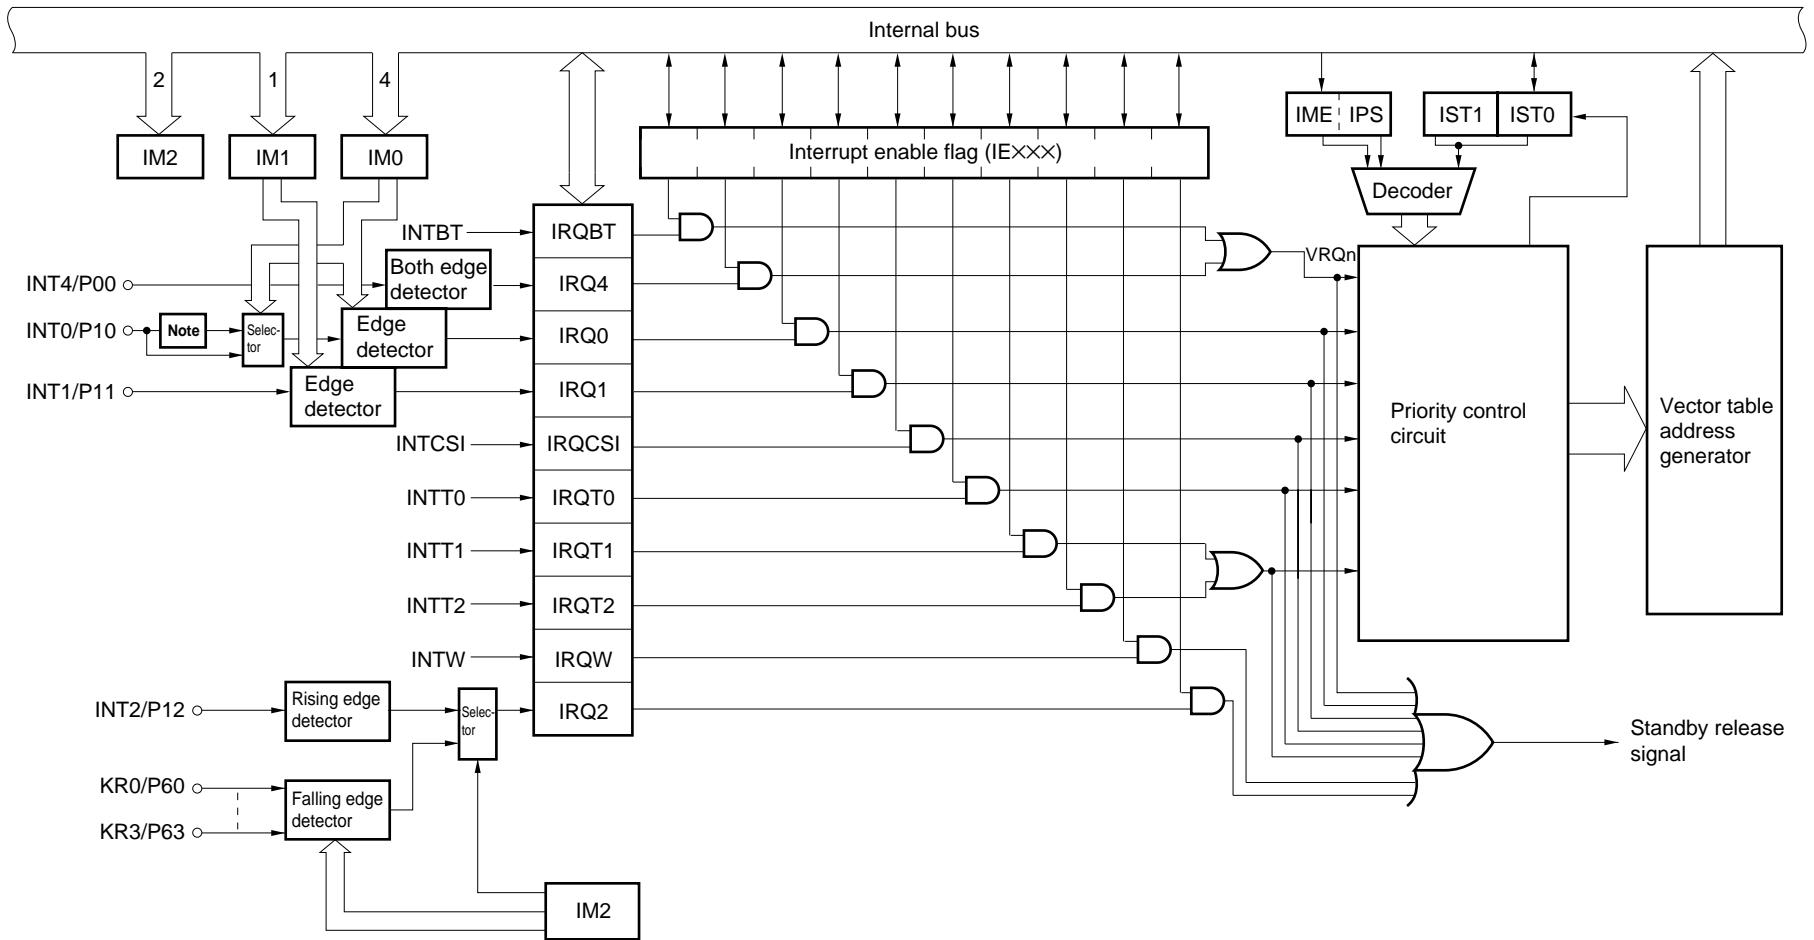 Internal bus
2
1
4
IM2
IM1
IM0
IME
IPS
IST1
IST0
Interrupt enable flag (IE×××)
Decoder
INTBT
IRQBT
VRQn
INT4/P00
Both edge
detector
IRQ4
INT0/P10
Note
Selec-
tor
Edge
detector
IRQ0
INT1/P11
Edge
detector
IRQ1
Priority control
circuit
Vector table
address
generator
INTCSI
IRQCSI
INTT0
IRQT0
INTT1
IRQT1
INTT2
IRQT2
INTW
IRQW
INT2/P12
Rising edge
detector
Selec-
tor
IRQ2
Standby release
signal
KR0/P60
Falling edge
detector
KR3/P63
IM2